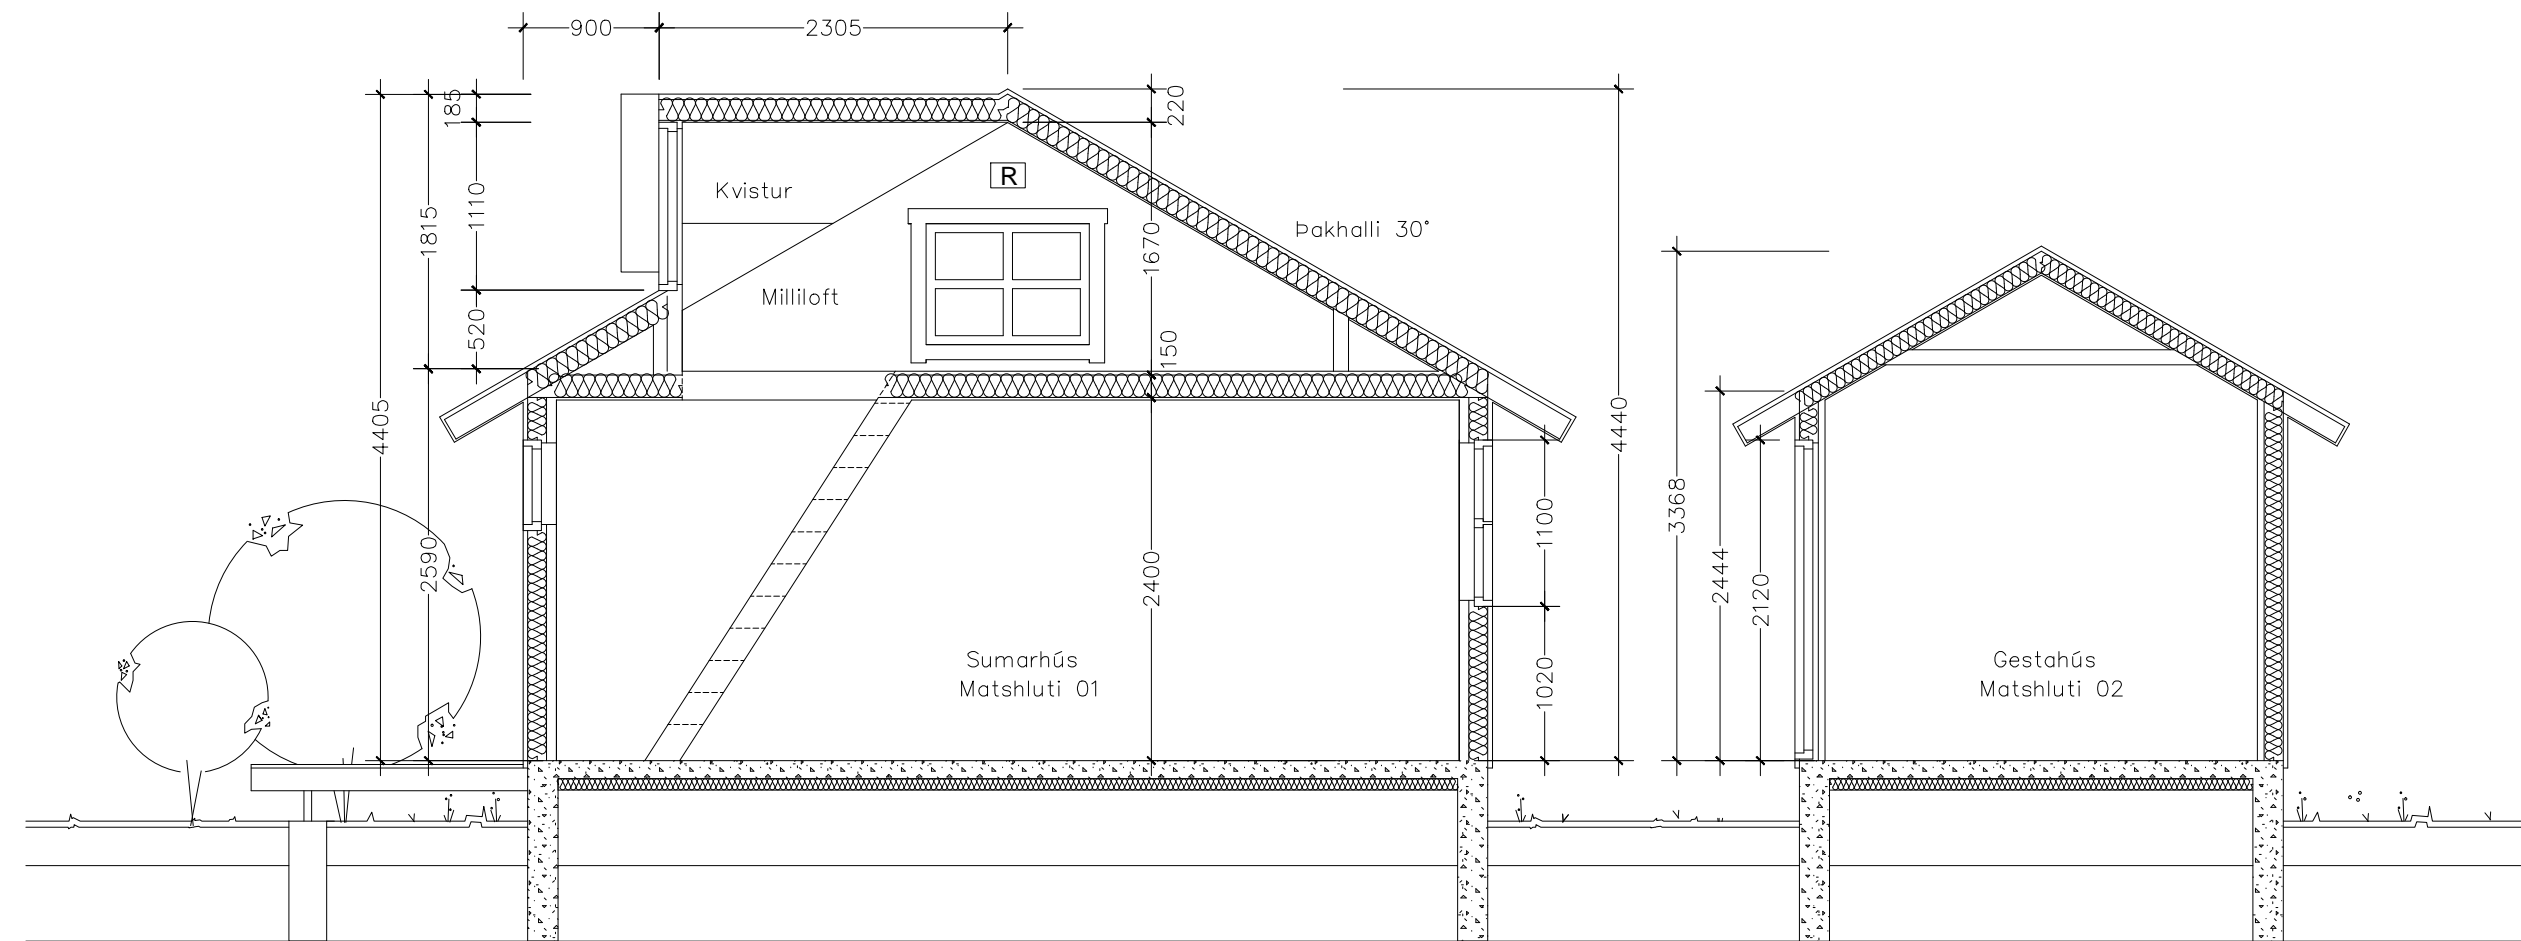 900
2305
185
220
1110
R
Kvistur
1815
1670
Þakhalli 30°
Milliloft
520
150
4405
4440
3368
1100
2590
2400
2444
2120
Sumarhús
Matshluti 01
1020
Gestahús
Matshluti 02